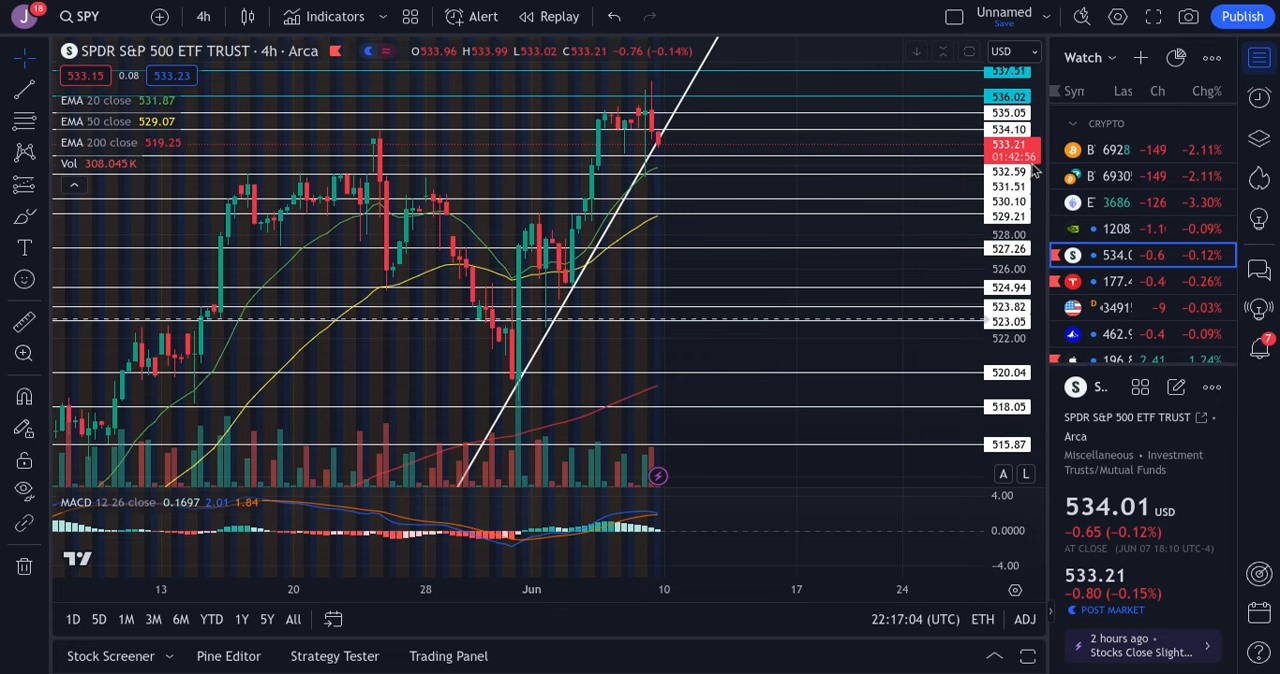 J 18 SPY 4h Indicators Alert Replay Unnamed Save Publish
S SPDR S&P 500 ETF TRUST · 4h · Arca O533.96 H533.99 L533.02 C533.21 −0.76 (−0.14%) USD
533.15 0.08 533.23
EMA 20 close 531.87
EMA 50 close 529.07
EMA 200 close 519.25
Vol 308.045K
537.51
536.02
535.05
534.10
533.21
01:42:56
532.59
531.51
530.10
529.21
528.00
527.26
526.00
524.94
523.82
523.05
522.00
520.04
518.05
515.87
A L
MACD 12 26 close 0.1697 2.01 1.84
4.00
0.0000
−4.00
13 20 28 Jun 10 17 24
1D 5D 1M 3M 6M YTD 1Y 5Y All 22:17:04 (UTC) ETH ADJ
Stock Screener Pine Editor Strategy Tester Trading Panel
Watch
Syn Las Ch Chg%
CRYPTO
B 6928 −149 −2.11%
B 6930 −149 −2.11%
E 3686 −126 −3.30%
1208 −1.1 −0.09%
S 534.0 −0.6 −0.12%
177.4 −0.4 −0.26%
D 3491 −9 −0.03%
462.9 −0.4 −0.09%
196.8 2.41 1.24%
S S..
SPDR S&P 500 ETF TRUST •
Arca
Miscellaneous • Investment
Trusts/Mutual Funds
534.01 USD
−0.65 (−0.12%)
AT CLOSE (JUN 07 18:10 UTC-4)
533.21
−0.80 (−0.15%)
POST MARKET
2 hours ago •
Stocks Close Slight...
7